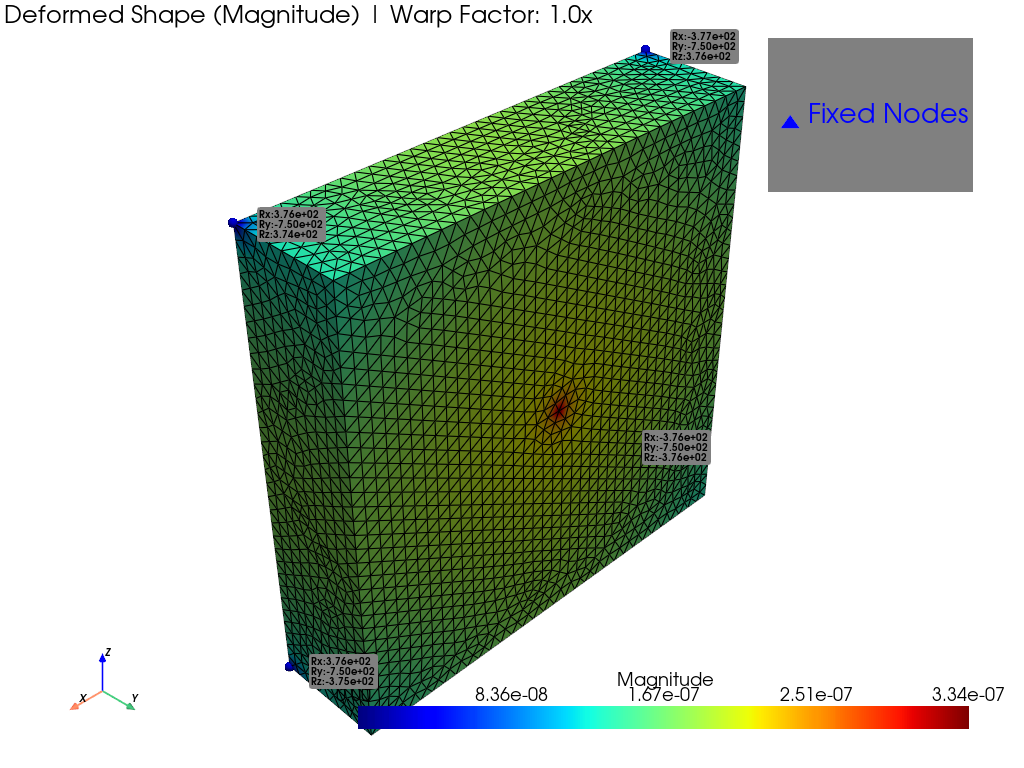 Deformed Shape (Magnitude) | Warp Factor: 1.0x
Rx:-3.77e+02
Ry:-7.50e+02
Rz:3.76e+02
Fixed Nodes
Rx:3.76e+02
Ry:-7.50e+02
Rz:3.74e+02
Rx:-3.76e+02
Ry:-7.50e+02
Rz:-3.76e+02
Rx:3.76e+02
Ry:-7.50e+02
Rz:-3.75e+02
Z
X
Y
Magnitude
8.36e-08
1.67e-07
2.51e-07
3.34e-07